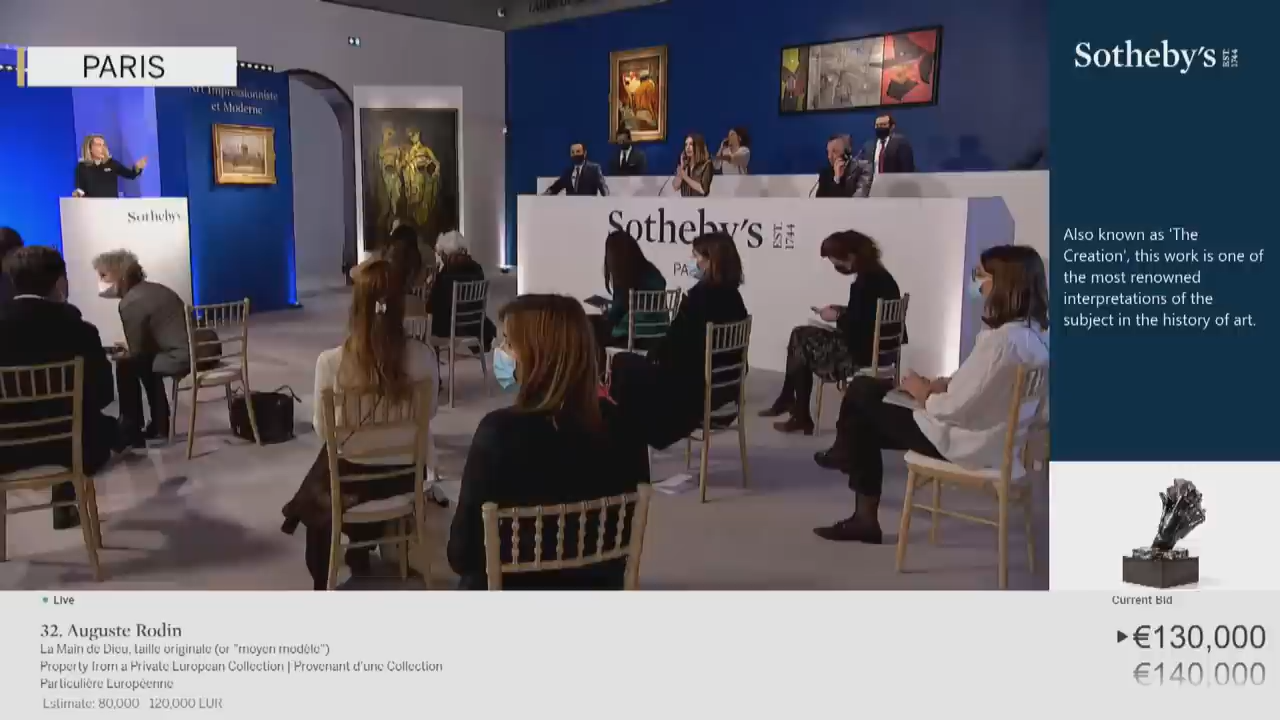 PARIS
Art Impressionniste
et Moderne
Sotheby's
Sotheby's EST. 1744
PA
Sotheby's EST. 1744
Also known as 'The
Creation', this work is one of
the most renowned
interpretations of the
subject in the history of art.
• Live
32. Auguste Rodin
La Main de Dieu, taille originale (or "moyen modèle")
Property from a Private European Collection | Provenant d'une Collection
Particulière Européenne
Estimate: 80,000 120,000 EUR
Current Bid
€130,000
€140,000